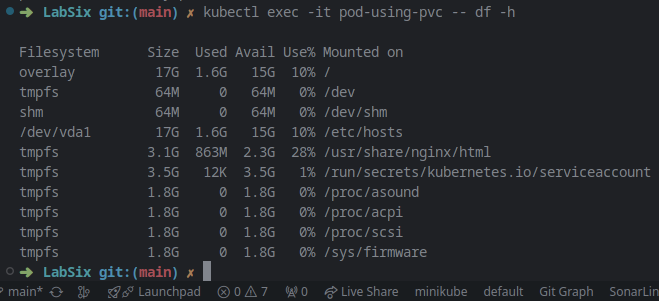 ➜ LabSix git:(main) ✗ kubectl exec -it pod-using-pvc -- df -h
Filesystem Size Used Avail Use% Mounted on
overlay 17G 1.6G 15G 10% /
tmpfs 64M 0 64M 0% /dev
shm 64M 0 64M 0% /dev/shm
/dev/vda1 17G 1.6G 15G 10% /etc/hosts
tmpfs 3.1G 863M 2.3G 28% /usr/share/nginx/html
tmpfs 3.5G 12K 3.5G 1% /run/secrets/kubernetes.io/serviceaccount
tmpfs 1.8G 0 1.8G 0% /proc/asound
tmpfs 1.8G 0 1.8G 0% /proc/acpi
tmpfs 1.8G 0 1.8G 0% /proc/scsi
tmpfs 1.8G 0 1.8G 0% /sys/firmware
➜ LabSix git:(main) ✗
main* Launchpad 0 7 0 Live Share minikube default Git Graph SonarLin